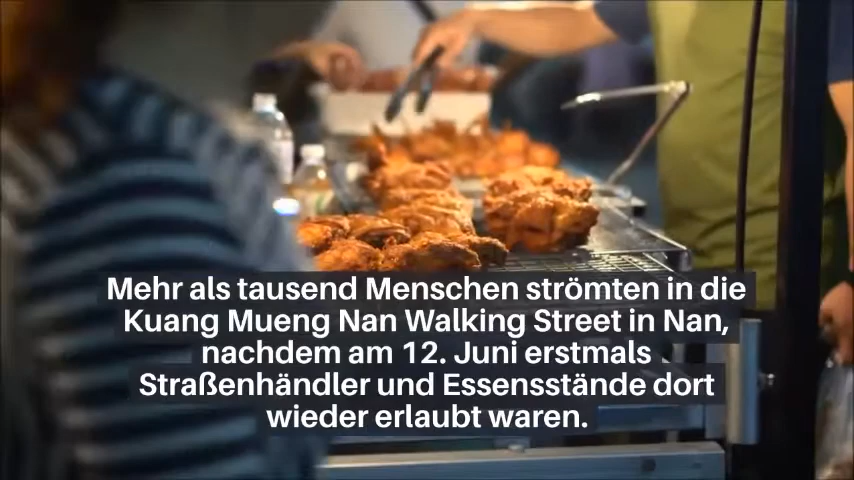 Mehr als tausend Menschen strömten in die
Kuang Mueng Nan Walking Street in Nan,
nachdem am 12. Juni erstmals
Straßenhändler und Essensstände dort
wieder erlaubt waren.